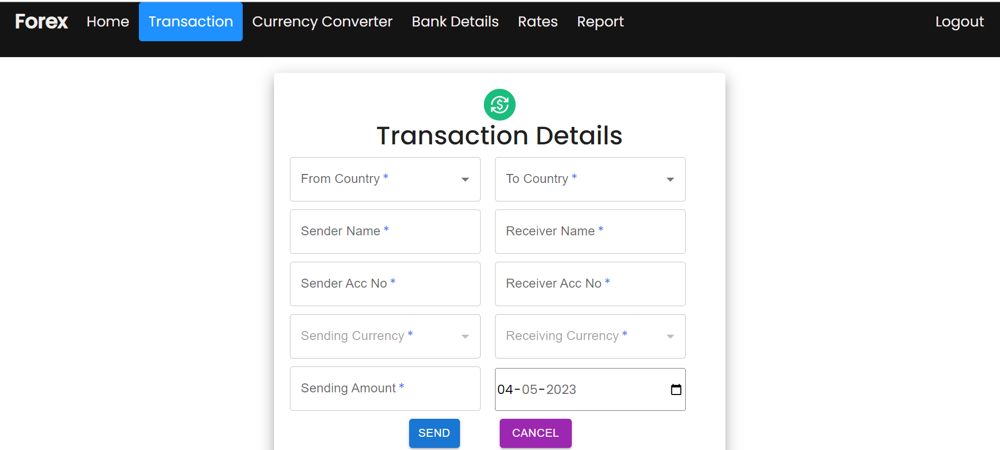 Forex Home Transaction Currency Converter Bank Details Rates Report Logout
Transaction Details
From Country * To Country *
Sender Name * Receiver Name *
Sender Acc No * Receiver Acc No *
Sending Currency * Receiving Currency *
Sending Amount * 04-05-2023
SEND CANCEL